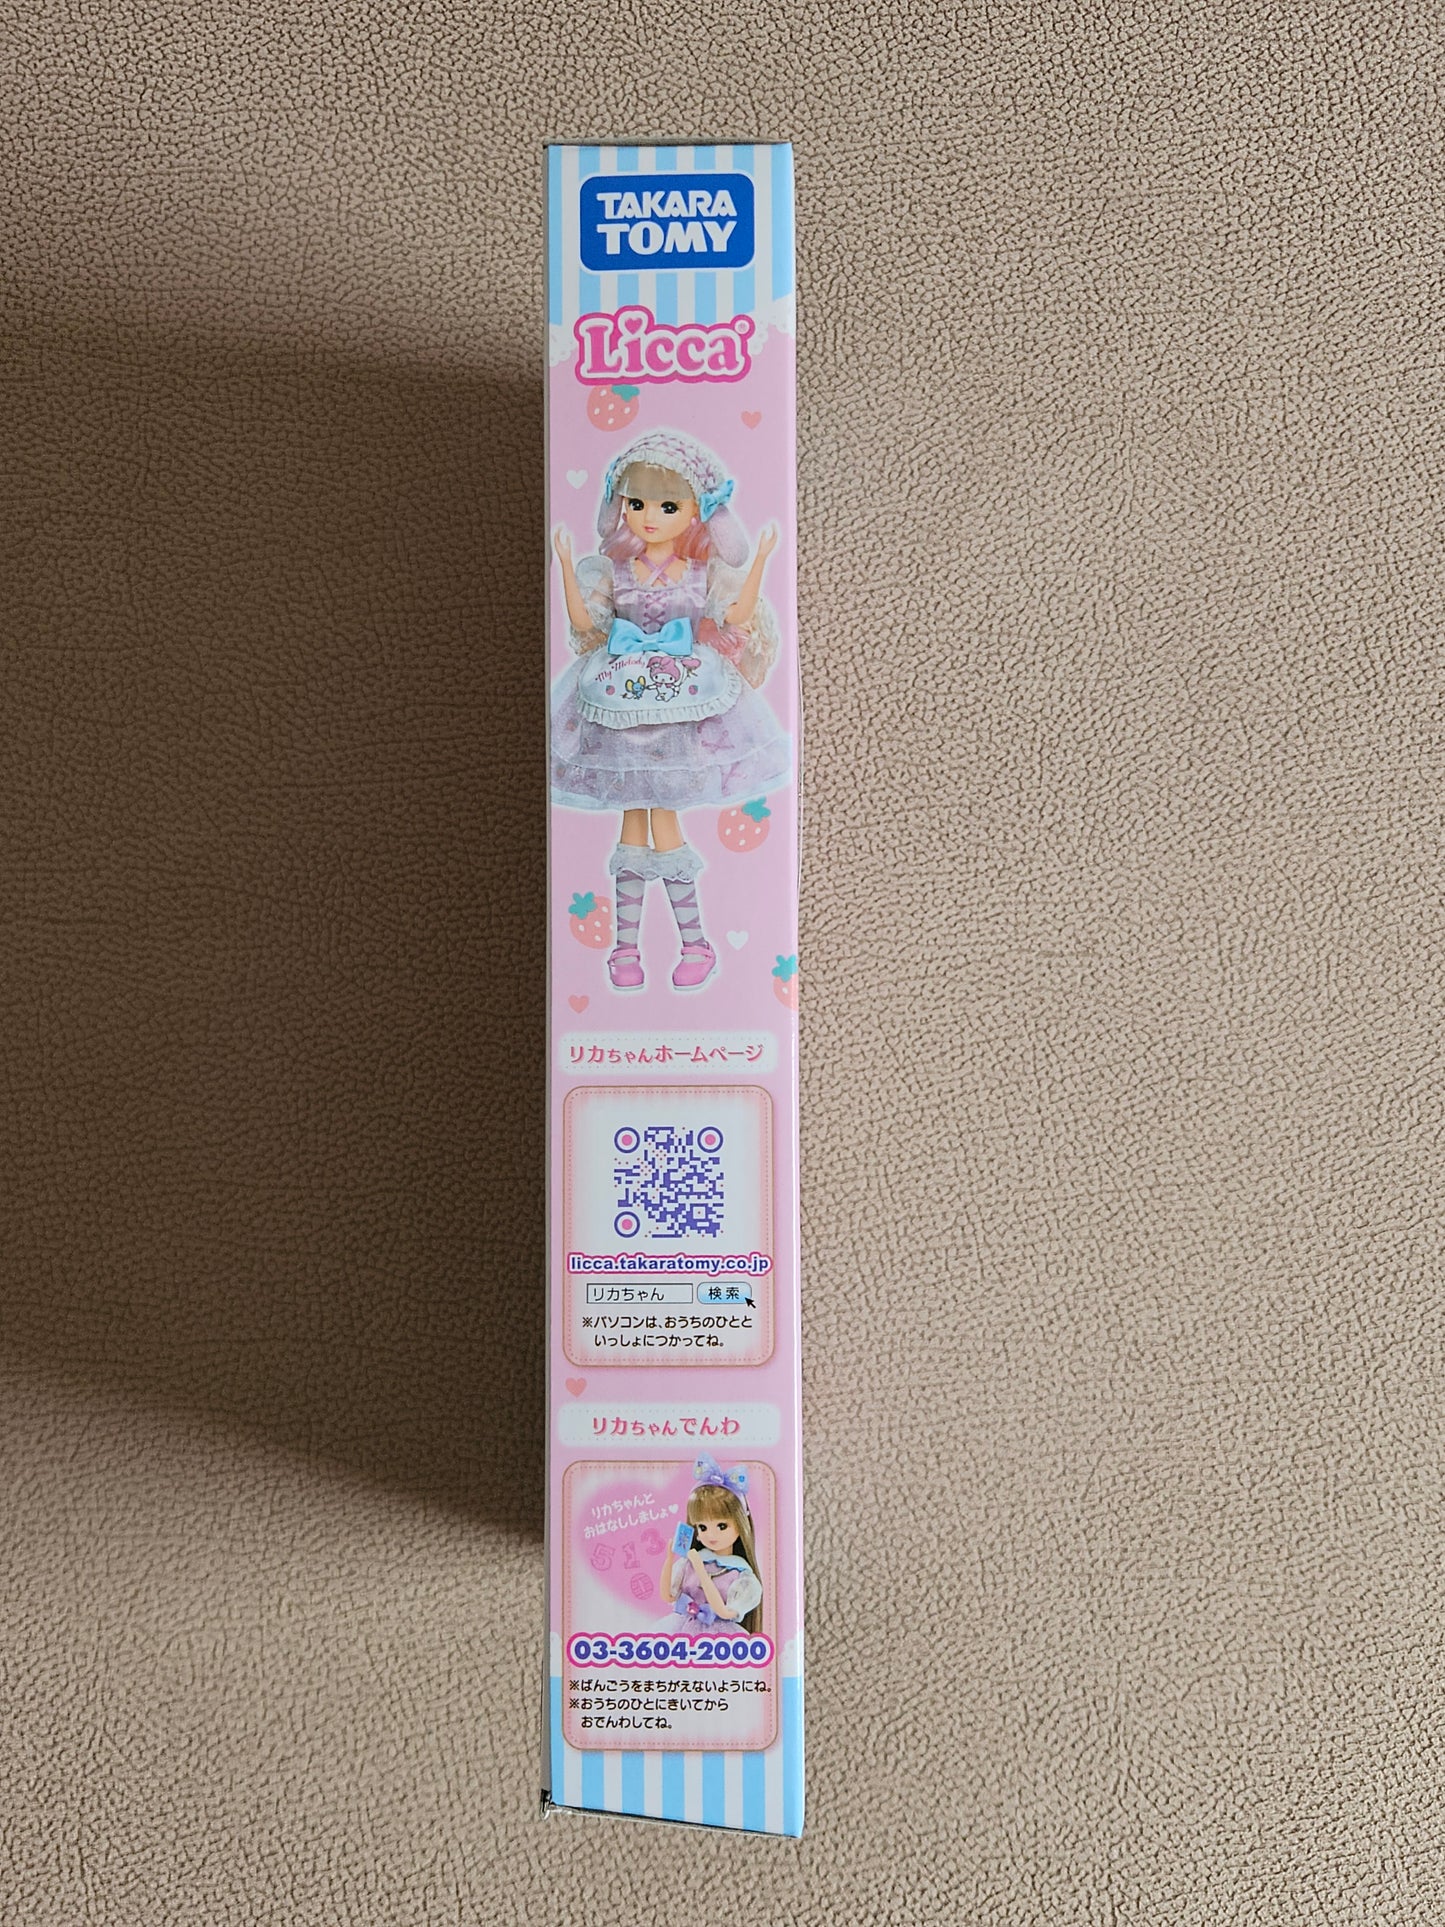 TAKARA
TOMY
Licca®
My Melody
リカちゃんホームページ
licca.takaratomy.co.jp
リカちゃん 検索
※パソコンは、おうちのひとと
いっしょにつかってね。
リカちゃんでんわ
リカちゃんと
おはなししましょ♥
5 1 3
03-3604-2000
※ばんごうをまちがえないようにね。
※おうちのひとにきいてから
おでんわしてね。